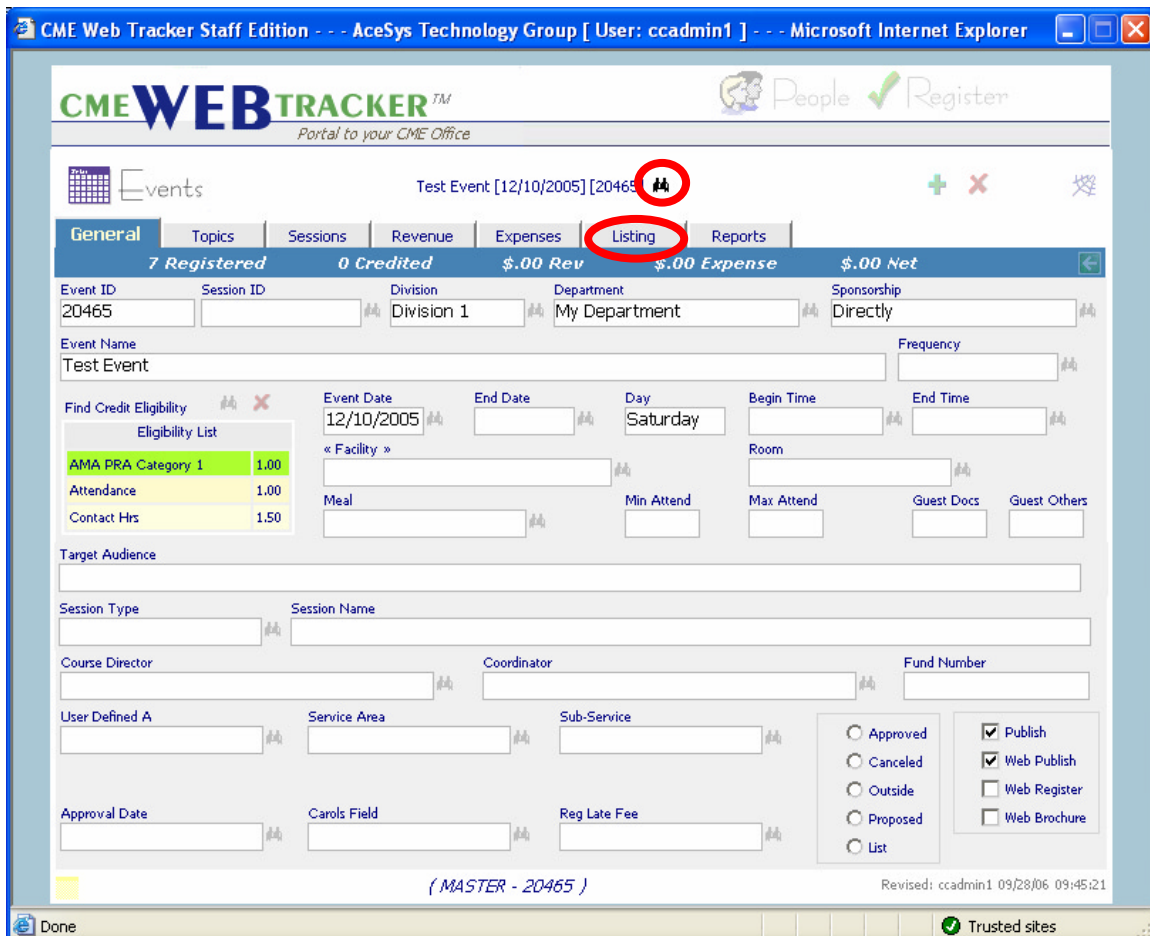 CME Web Tracker Staff Edition - - - AceSys Technology Group [ User: ccadmin1 ] - - - Microsoft Internet Explorer
CME WEB TRACKER TM
Portal to your CME Office
People Register
Events
Test Event [12/10/2005] [20465]
General Topics Sessions Revenue Expenses Listing Reports
7 Registered 0 Credited $.00 Rev $.00 Expense $.00 Net
Event ID Session ID Division Department Sponsorship
20465 Division 1 My Department Directly
Event Name Frequency
Test Event
Find Credit Eligibility Event Date End Date Day Begin Time End Time
12/10/2005 Saturday
Eligibility List
« Facility » Room
AMA PRA Category 1 1.00
Attendance 1.00
Meal Min Attend Max Attend Guest Docs Guest Others
Contact Hrs 1.50
Target Audience
Session Type Session Name
Course Director Coordinator Fund Number
User Defined A Service Area Sub-Service
Approved Publish
Canceled Web Publish
Outside Web Register
Approval Date Carols Field Reg Late Fee
Proposed Web Brochure
List
( MASTER - 20465 ) Revised: ccadmin1 09/28/06 09:45:21
Done Trusted sites